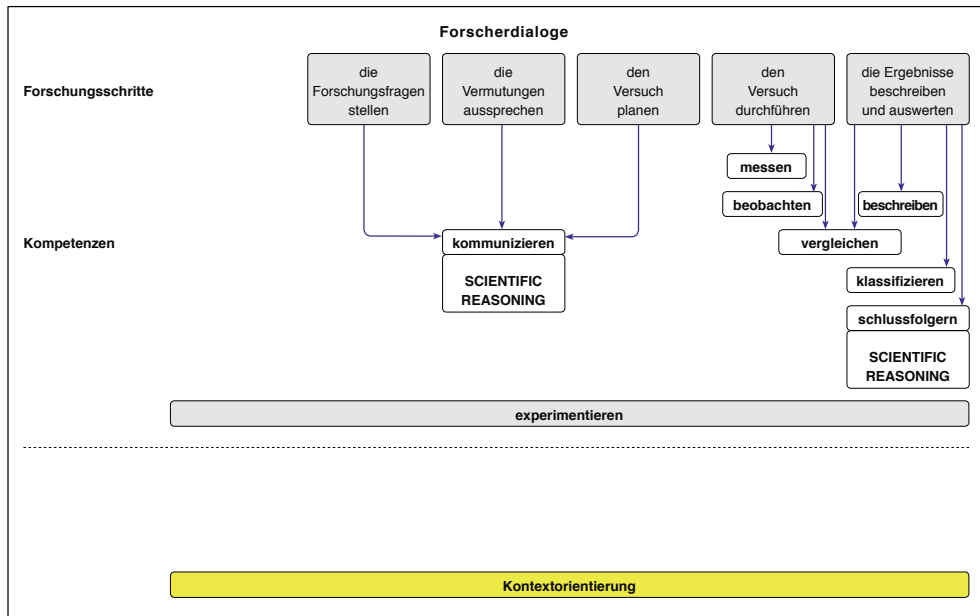 Forscherdialoge
Forschungsschritte
die
Forschungsfragen
stellen
die
Vermutungen
aussprechen
den
Versuch
planen
den
Versuch
durchführen
die Ergebnisse
beschreiben
und auswerten
messen
beobachten
beschreiben
Kompetenzen
kommunizieren
vergleichen
SCIENTIFIC
REASONING
klassifizieren
schlussfolgern
SCIENTIFIC
REASONING
experimentieren
Kontextorientierung